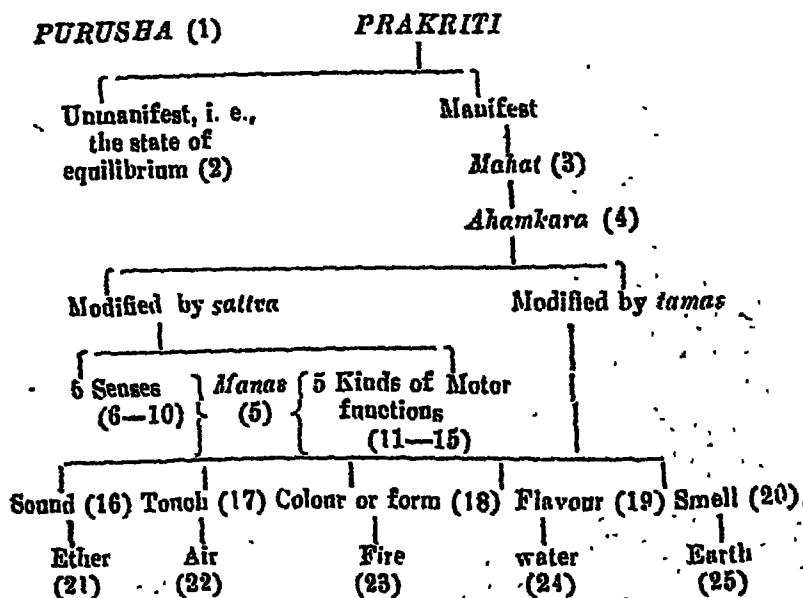 PURUSHA (1) PRAKRITI
Unmanifest, i. e., Manifest
the state of
equilibrium (2) Mahat (3)
Ahamkara (4)
Modified by sattva Modified by tamas
5 Senses Manas 5 Kinds of Motor
(6—10) (5) functions
(11—15)
Sound (16) Touch (17) Colour or form (18) Flavour (19) Smell (20)
Ether Air Fire water Earth
(21) (22) (23) (24) (25)